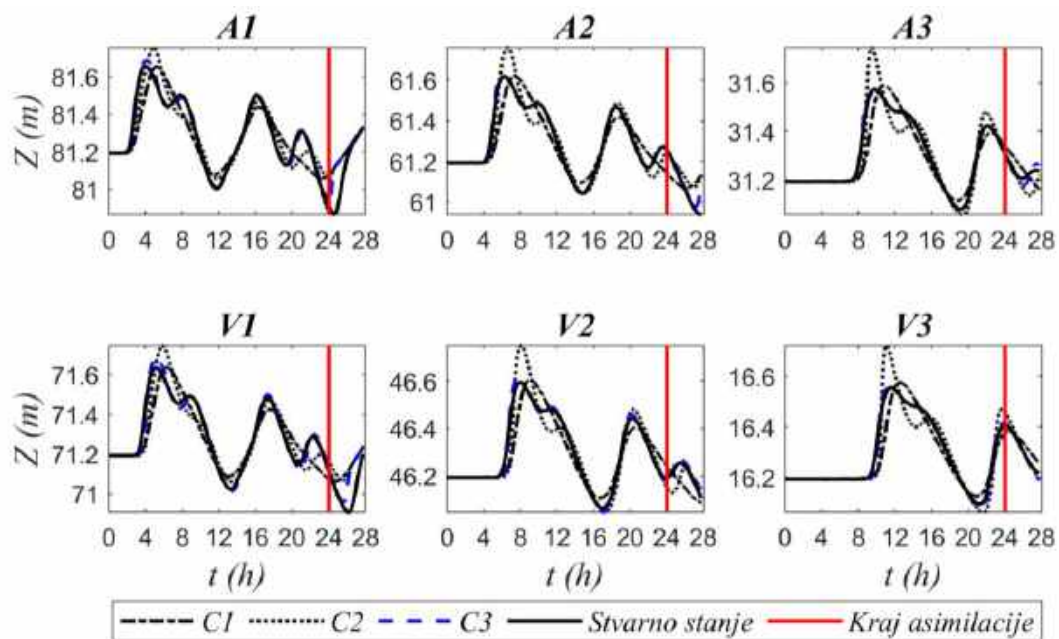 A1 A2 A3
Z (m)
81.6 81.4 81.2 81
61.6 61.4 61.2 61
31.6 31.4 31.2
0 4 8 12 16 20 24 28
0 4 8 12 16 20 24 28
0 4 8 12 16 20 24 28
V1 V2 V3
Z (m)
71.6 71.4 71.2 71
46.6 46.4 46.2
16.6 16.4 16.2
0 4 8 12 16 20 24 28
0 4 8 12 16 20 24 28
0 4 8 12 16 20 24 28
t (h) t (h) t (h)
C1 C2 C3 Stvarno stanje Kraj asimilacije